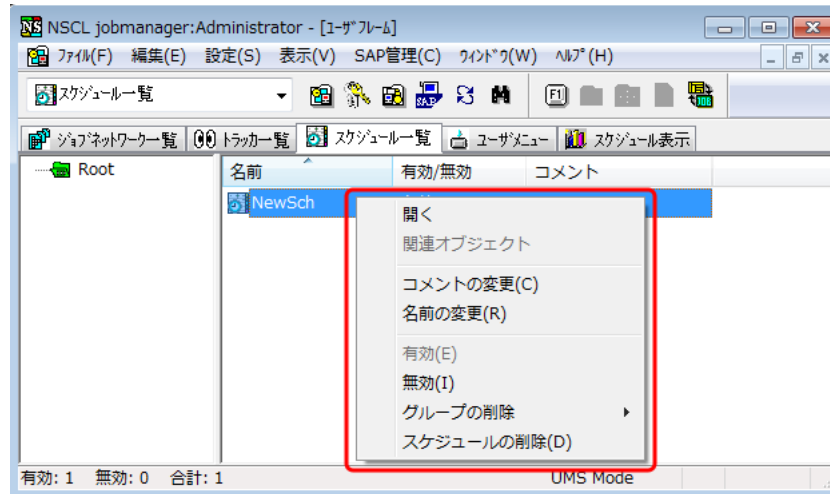 NSCL jobmanager:Administrator - [ﾕｰｻﾞﾌﾚｰﾑ]
ﾌｧｲﾙ(F) 編集(E) 設定(S) 表示(V) SAP管理(C) ｳｨﾝﾄﾞｳ(W) ﾍﾙﾌﾟ(H)
ｽｹｼﾞｭｰﾙ一覧
SAP
F1
JOB
ｼﾞｮﾌﾞﾈｯﾄﾜｰｸ一覧 ﾄﾗｯｶｰ一覧 ｽｹｼﾞｭｰﾙ一覧 ﾕｰｻﾞﾒﾆｭｰ ｽｹｼﾞｭｰﾙ表示
Root
名前 有効/無効 コメント
NewSch
開く
関連オブジェクト
コメントの変更(C)
名前の変更(R)
有効(E)
無効(I)
グループの削除
スケジュールの削除(D)
有効: 1 無効: 0 合計: 1
UMS Mode